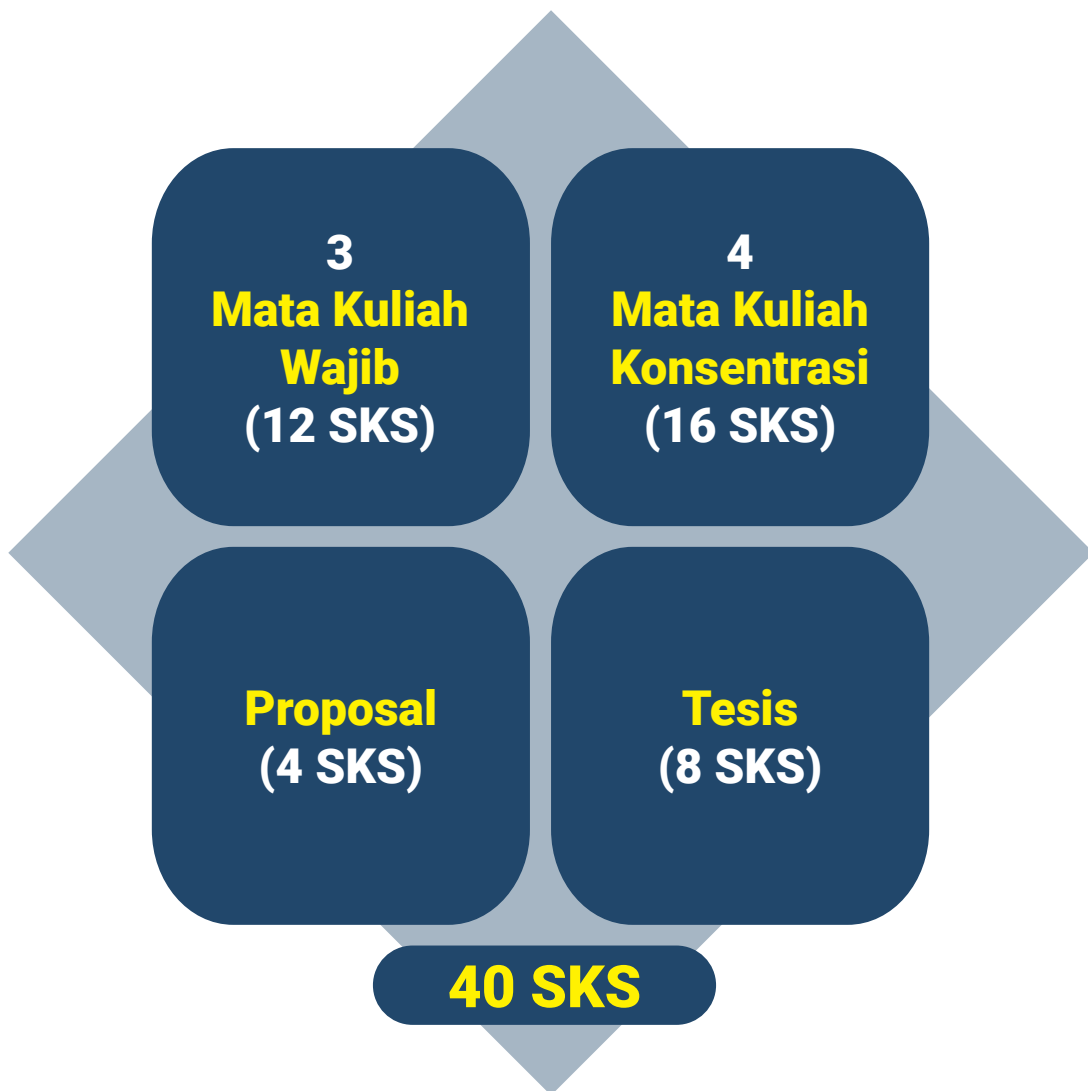 3
Mata Kuliah
Wajib
(12 SKS)
4
Mata Kuliah
Konsentrasi
(16 SKS)
Proposal
(4 SKS)
Tesis
(8 SKS)
40 SKS